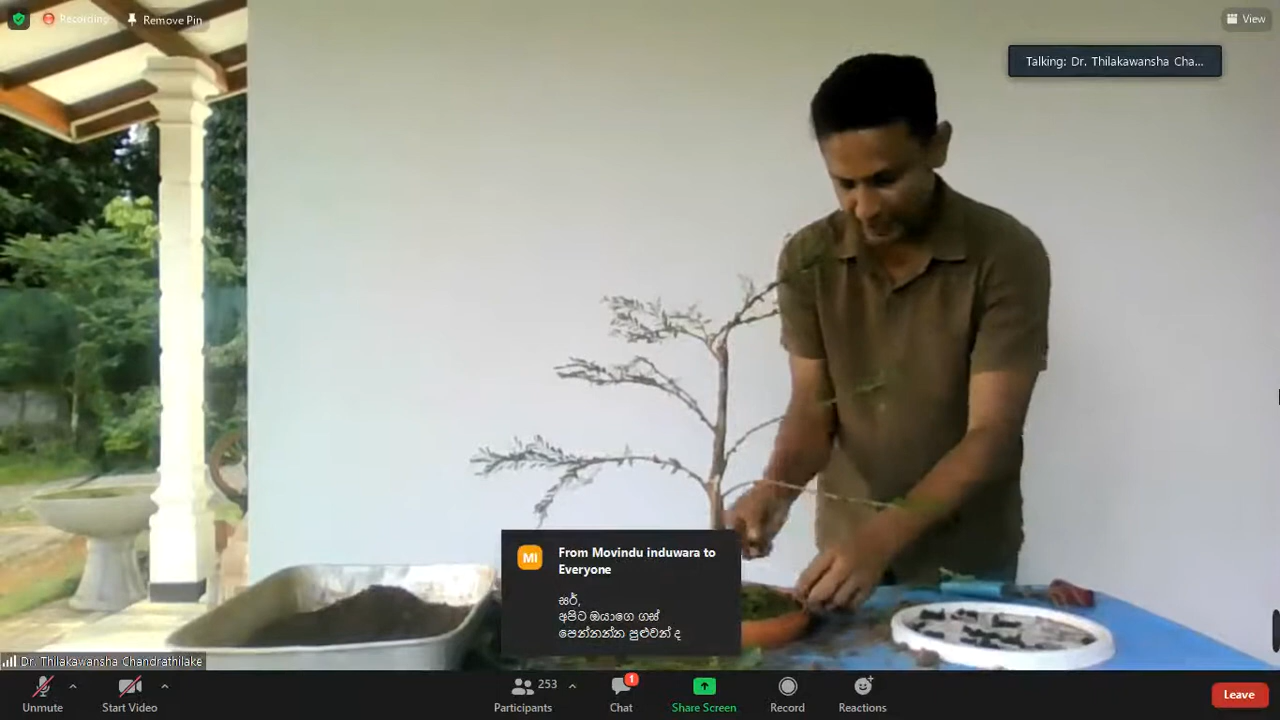 Recording
Remove Pin
View
Talking: Dr. Thilakawansha Cha...
MI
From Movindu induwara to
Everyone
සර්,
අපිට ඔයාගෙ ගස්
පෙන්නන්න පුළුවන් ද
Dr. Thilakawansha Chandrathilake
Unmute
Start Video
253
Participants
1
Chat
Share Screen
Record
Reactions
Leave